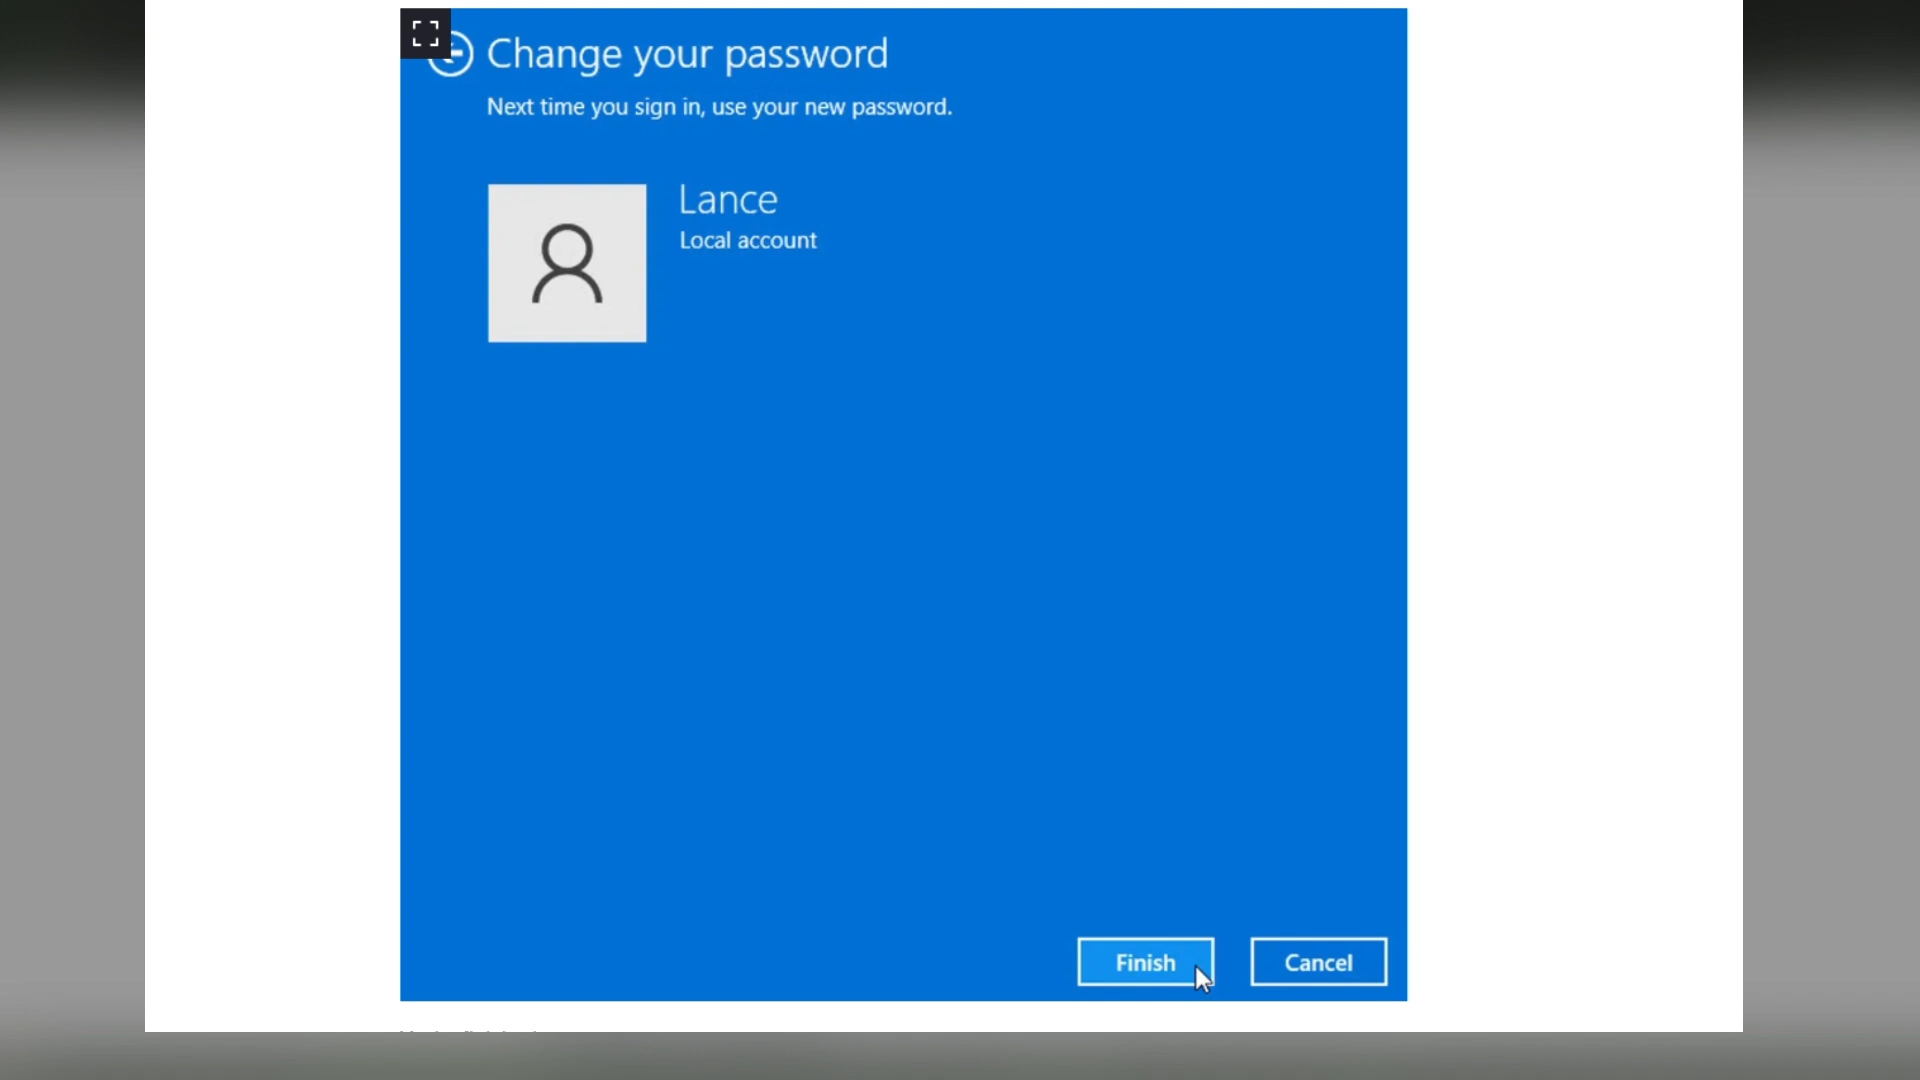 Change your password
Next time you sign in, use your new password.
Lance
Local account
Finish
Cancel